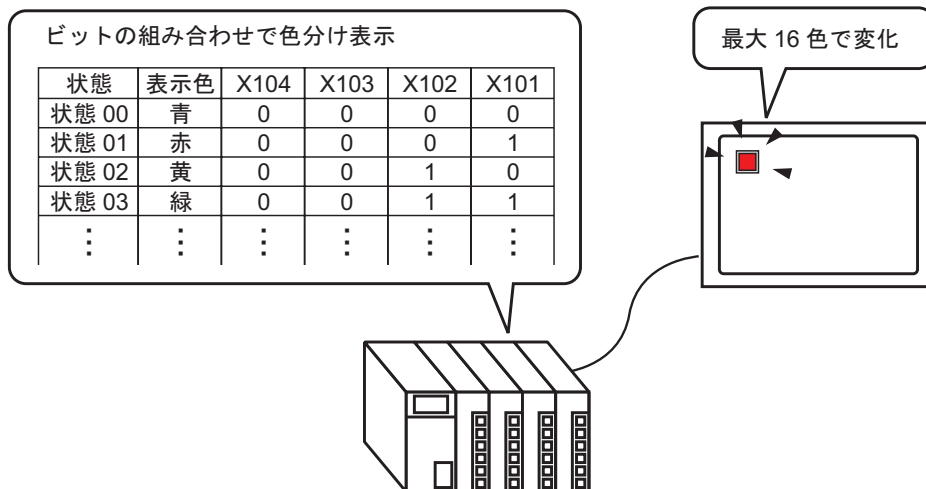 ビットの組み合わせで色分け表示
最大 16 色で変化
状態 表示色 X104 X103 X102 X101
状態 00 青 0 0 0 0
状態 01 赤 0 0 0 1
状態 02 黄 0 0 1 0
状態 03 緑 0 0 1 1
⋮ ⋮ ⋮ ⋮ ⋮ ⋮